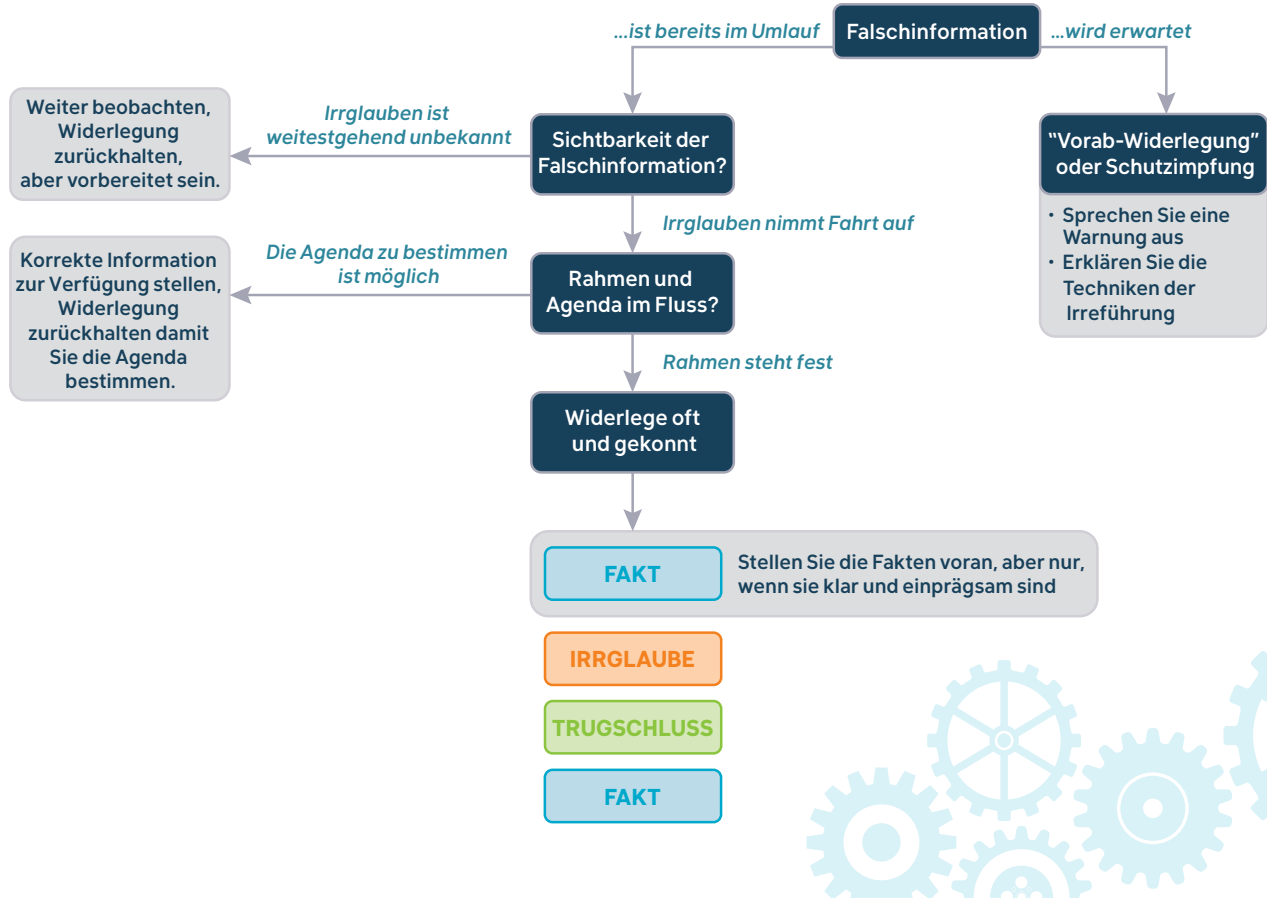 ...ist bereits im Umlauf
Falschinformation
...wird erwartet
Weiter beobachten,
Widerlegung
zurückhalten,
aber vorbereitet sein.
Irrglauben ist
weitestgehend unbekannt
Sichtbarkeit der
Falschinformation?
"Vorab-Widerlegung"
oder Schutzimpfung
• Sprechen Sie eine
Warnung aus
• Erklären Sie die
Techniken der
Irreführung
Irrglauben nimmt Fahrt auf
Korrekte Information
zur Verfügung stellen,
Widerlegung
zurückhalten damit
Sie die Agenda
bestimmen.
Die Agenda zu bestimmen
ist möglich
Rahmen und
Agenda im Fluss?
Rahmen steht fest
Widerlege oft
und gekonnt
FAKT
Stellen Sie die Fakten voran, aber nur,
wenn sie klar und einprägsam sind
IRRGLAUBE
TRUGSCHLUSS
FAKT